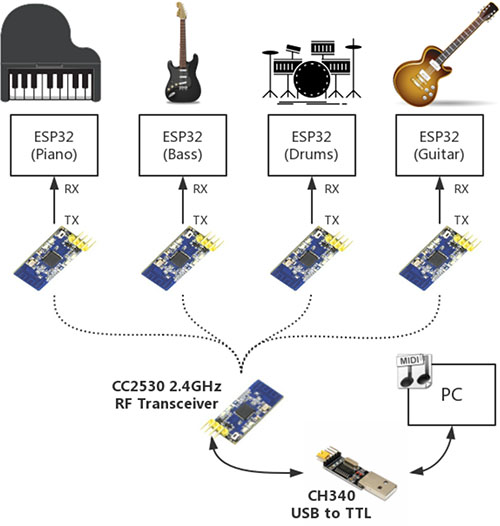 ESP32
(Piano)
ESP32
(Bass)
ESP32
(Drums)
ESP32
(Guitar)
RX
RX
RX
RX
TX
TX
TX
TX
CC2530 2.4GHz
RF Transceiver
MIDI
PC
CH340
USB to TTL